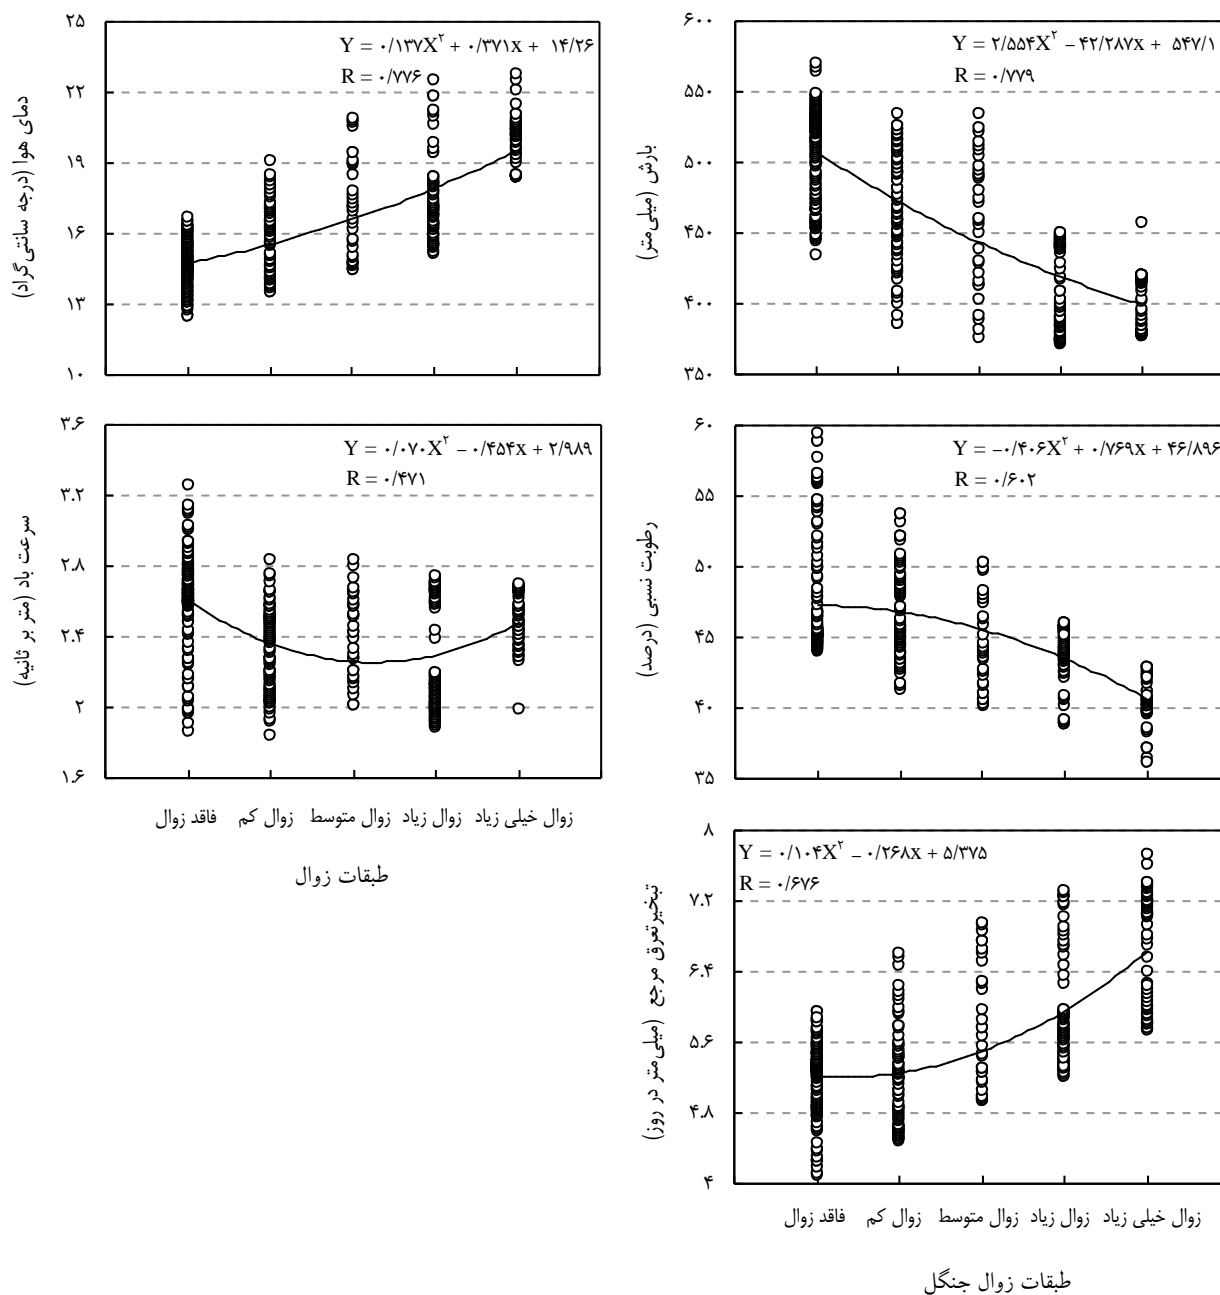 دمای هوا (درجه سانتی‌گراد)
۲۵
۲۲
۱۹
۱۶
۱۳
۱۰
Y = ۰/۱۳۷X۲ + ۰/۳۷۱x + ۱۴/۲۶
R = ۰/۷۷۶
بارش (میلی‌متر)
۶۰۰
۵۵۰
۵۰۰
۴۵۰
۴۰۰
۳۵۰
Y = ۲/۵۵۴X۲ − ۴۲/۲۸۷x + ۵۴۷/۱
R = ۰/۷۷۹
سرعت باد (متر بر ثانیه)
۳.۶
۳.۲
۲.۸
۲.۴
۲
۱.۶
Y = ۰/۰۷۰X۲ − ۰/۴۵۴x + ۲/۹۸۹
R = ۰/۴۷۱
فاقد زوال
زوال کم
زوال متوسط
زوال زیاد
زوال خیلی زیاد
طبقات زوال
رطوبت نسبی (درصد)
۶۰
۵۵
۵۰
۴۵
۴۰
۳۵
Y = −۰/۴۰۶X۲ + ۰/۷۶۹x + ۴۶/۸۹۶
R = ۰/۶۰۲
تبخیرتعرق مرجع (میلی‌متر در روز)
۸
۷.۲
۶.۴
۵.۶
۴.۸
۴
Y = ۰/۱۰۴X۲ − ۰/۲۶۸x + ۵/۳۷۵
R = ۰/۶۷۶
فاقد زوال
زوال کم
زوال متوسط
زوال زیاد
زوال خیلی زیاد
طبقات زوال جنگل